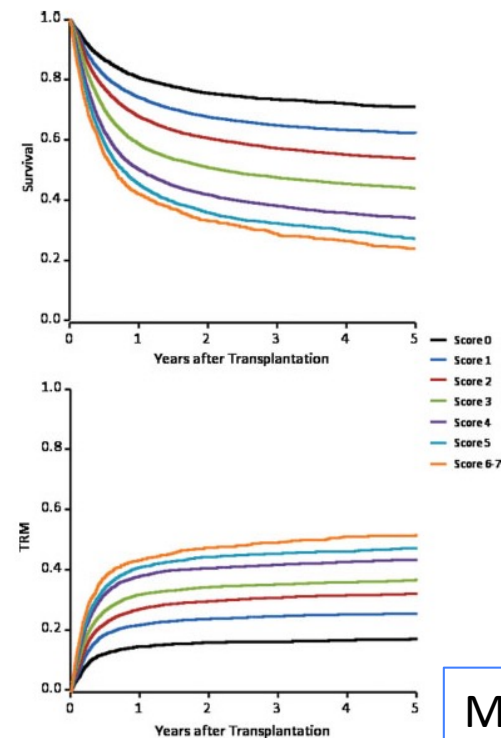 1.0
0.8
0.6
0.4
0.2
0.0
Survival
0 1 2 3 4 5
Years after Transplantation
Score 0
Score 1
Score 2
Score 3
Score 4
Score 5
Score 6-7
1.0
0.8
0.6
0.4
0.2
0.0
TRM
0 1 2 3 4 5
Years after Transplantation
M